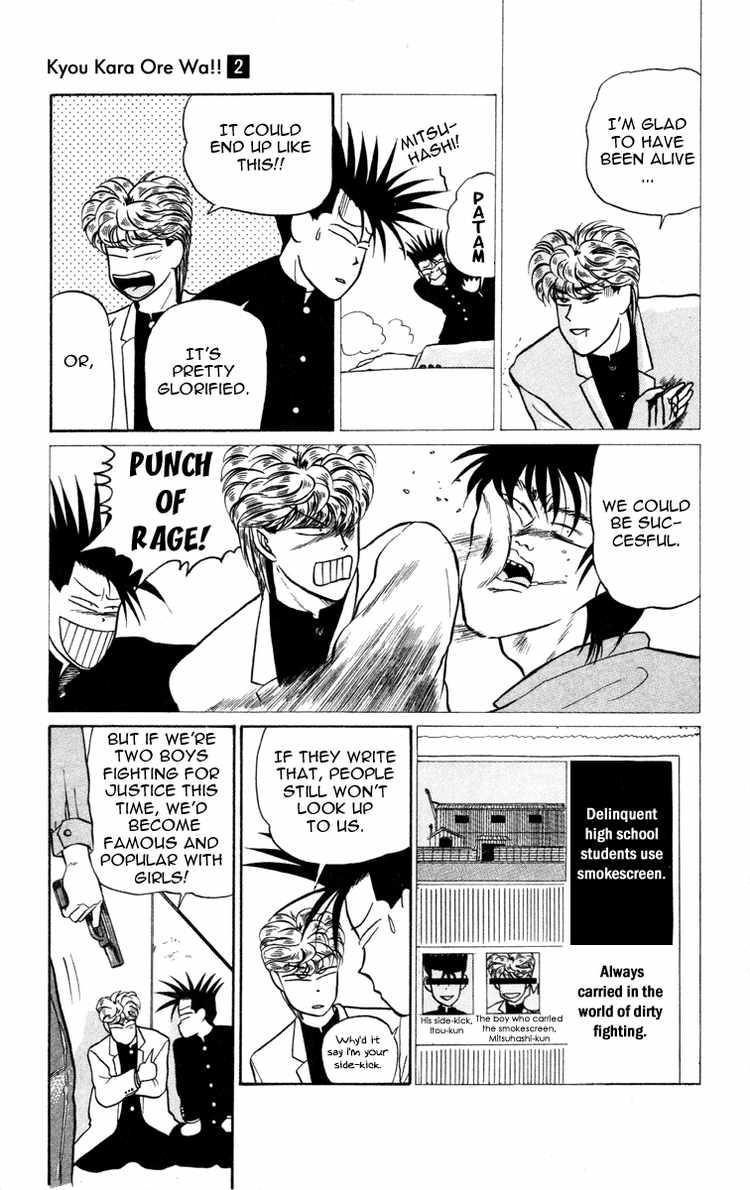 Kyou Kara Ore Wa!! 2
I'M GLAD
TO HAVE
BEEN ALIVE
...
MITSU-
HASHI!
PATAM
IT COULD
END UP LIKE
THIS!!
IT'S
PRETTY
GLORIFIED.
OR,
WE COULD
BE SUC-
CESFUL.
PUNCH
OF
RAGE!
Delinquent
high school
students use
smokescreen.
Always
carried in the
world of dirty
fighting.
The boy who carried
the smokescreen,
Mitsuhashi-kun
His side-kick,
Itou-kun
IF THEY WRITE
THAT, PEOPLE
STILL WON'T
LOOK UP
TO US.
Why'd it
say I'm your
side-kick.
BUT IF WE'RE
TWO BOYS
FIGHTING FOR
JUSTICE THIS
TIME, WE'D
BECOME
FAMOUS AND
POPULAR WITH
GIRLS!